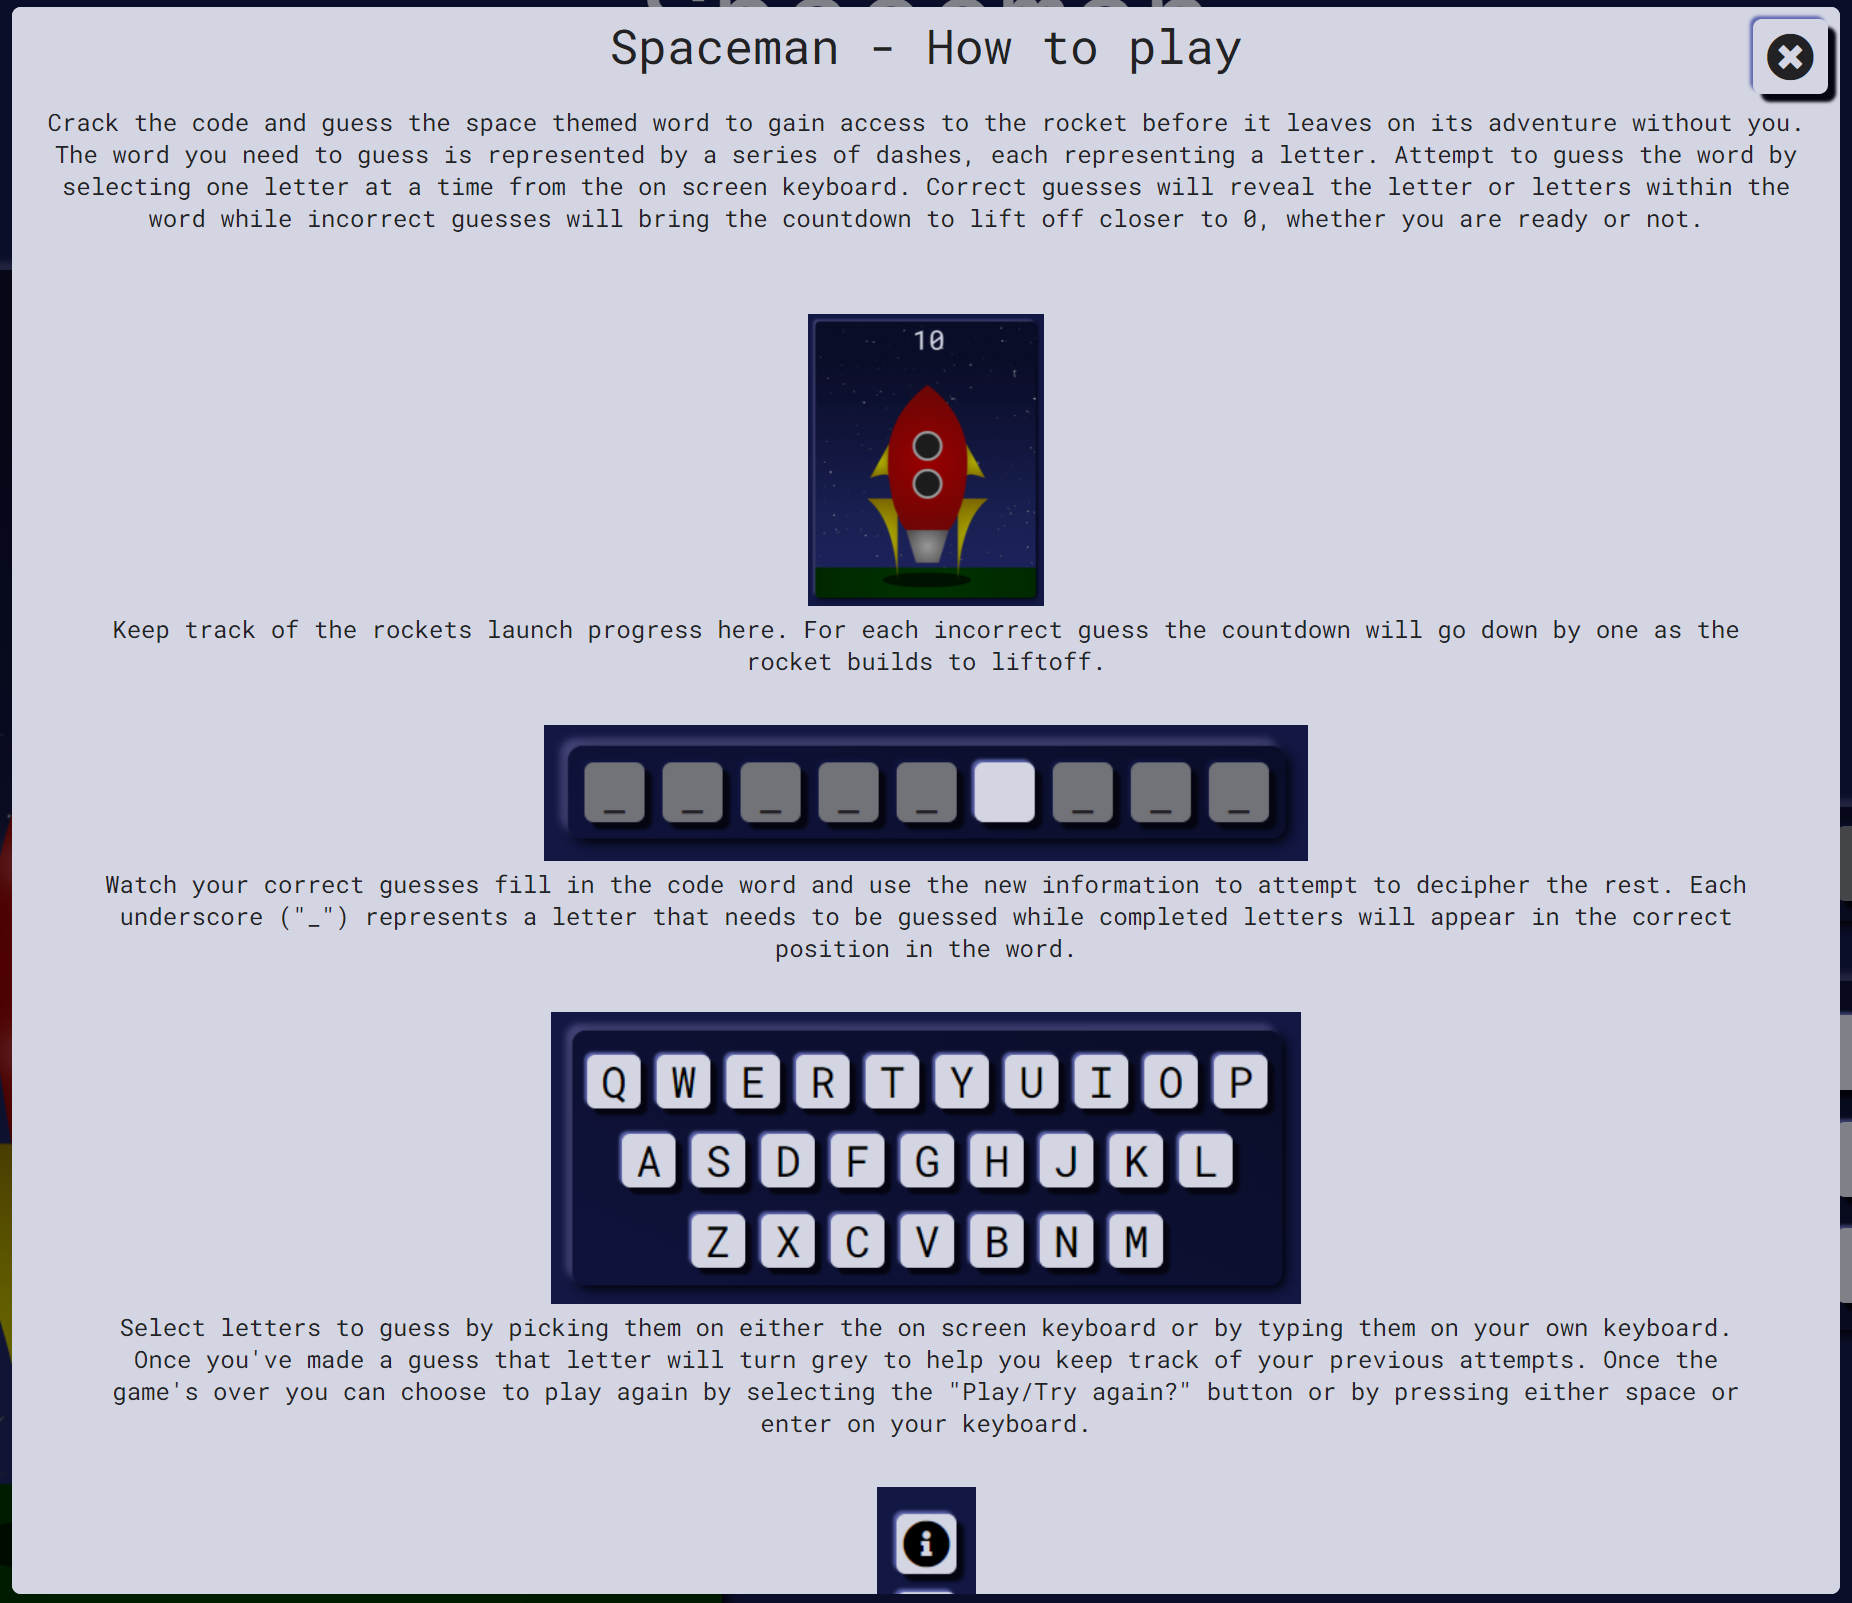 Spaceman - How to play
Crack the code and guess the space themed word to gain access to the rocket before it leaves on its adventure without you.
The word you need to guess is represented by a series of dashes, each representing a letter. Attempt to guess the word by
selecting one letter at a time from the on screen keyboard. Correct guesses will reveal the letter or letters within the
word while incorrect guesses will bring the countdown to lift off closer to 0, whether you are ready or not.
10
Keep track of the rockets launch progress here. For each incorrect guess the countdown will go down by one as the
rocket builds to liftoff.
_ _ _ _ _ _ _ _
Watch your correct guesses fill in the code word and use the new information to attempt to decipher the rest. Each
underscore ("_") represents a letter that needs to be guessed while completed letters will appear in the correct
position in the word.
Q W E R T Y U I O P
A S D F G H J K L
Z X C V B N M
Select letters to guess by picking them on either the on screen keyboard or by typing them on your own keyboard.
Once you've made a guess that letter will turn grey to help you keep track of your previous attempts. Once the
game's over you can choose to play again by selecting the "Play/Try again?" button or by pressing either space or
enter on your keyboard.